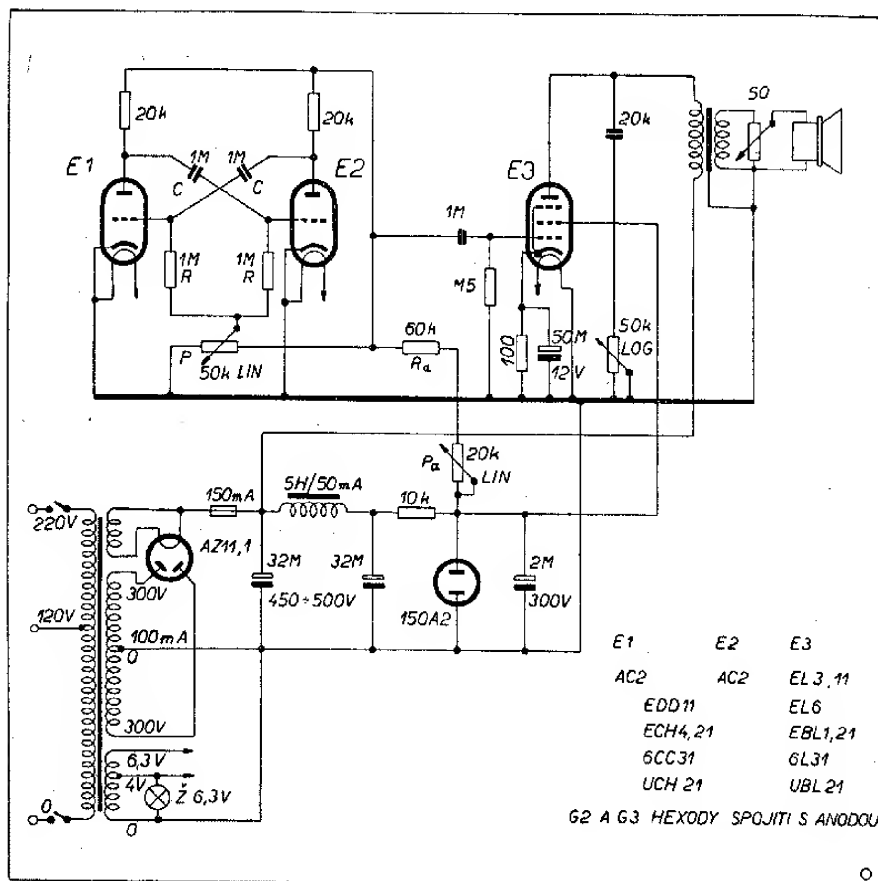 20k
20k
E1
1M
1M
E2
C
C
1M
R
1M
R
P
50k LIN
60k
Ra
1M
M5
E3
100
50M
12V
20k
50k
LOG
50
Pa
20k
LIN
220V
120V
0
AZ11,1
300V
100mA
0
300V
6,3V
4V
Ž 6,3V
0
150mA
5H/50mA
10k
32M
32M
450÷500V
150A2
2M
300V
E1 E2 E3
AC2 AC2 EL3,11
EDD11 EL6
ECH4,21 EBL1,21
6CC31 6L31
UCH 21 UBL21
G2 A G3 HEXODY SPOJITI S ANODOU